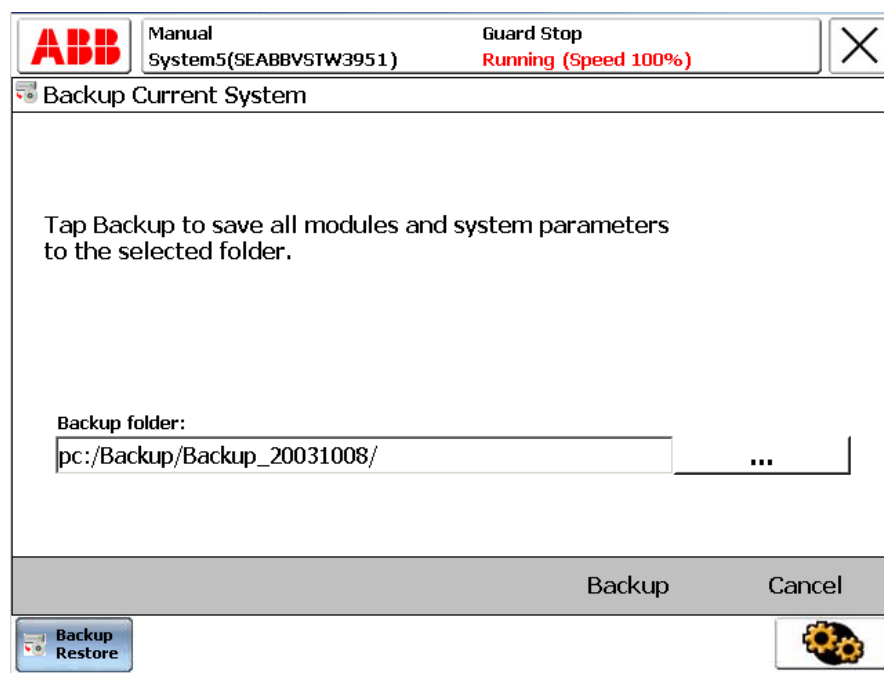 ABB
Manual
System5(SEABBVSTW3951)
Guard Stop
Running (Speed 100%)
Backup Current System
Tap Backup to save all modules and system parameters
to the selected folder.
Backup folder:
pc:/Backup/Backup_20031008/
...
Backup
Cancel
Backup
Restore